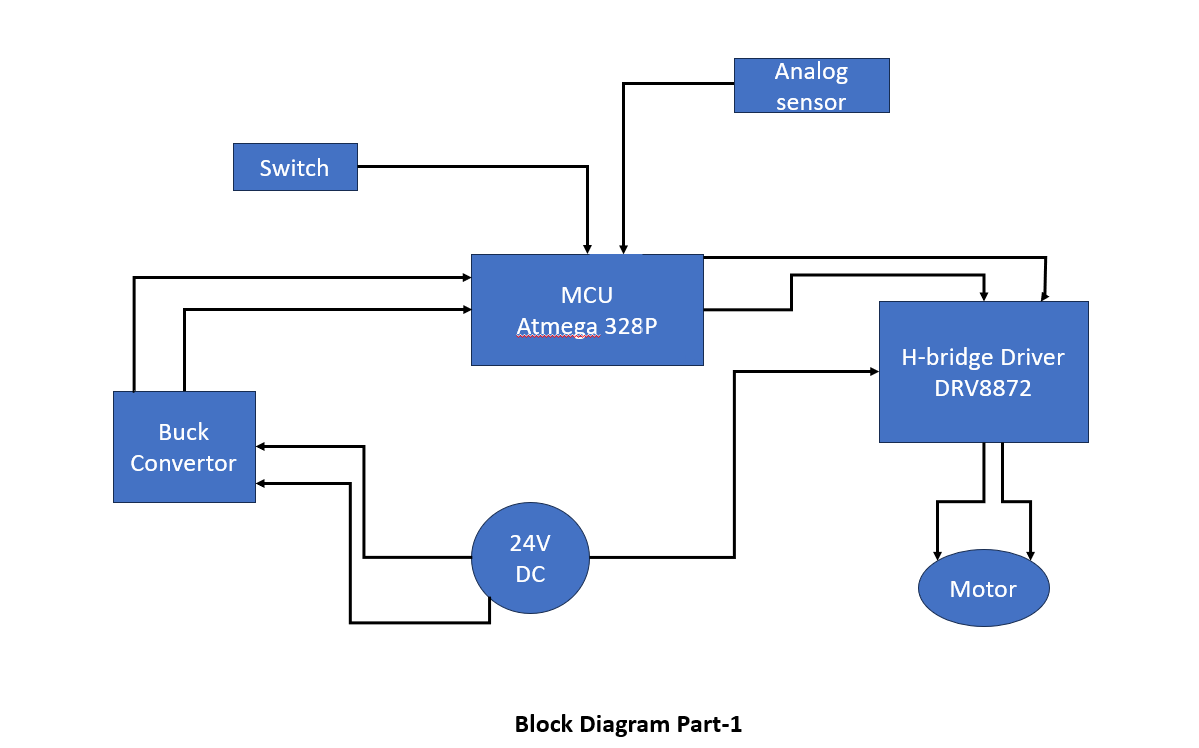 Analog
sensor
Switch
MCU
Atmega 328P
H-bridge Driver
DRV8872
Buck
Convertor
24V
DC
Motor
Block Diagram Part-1